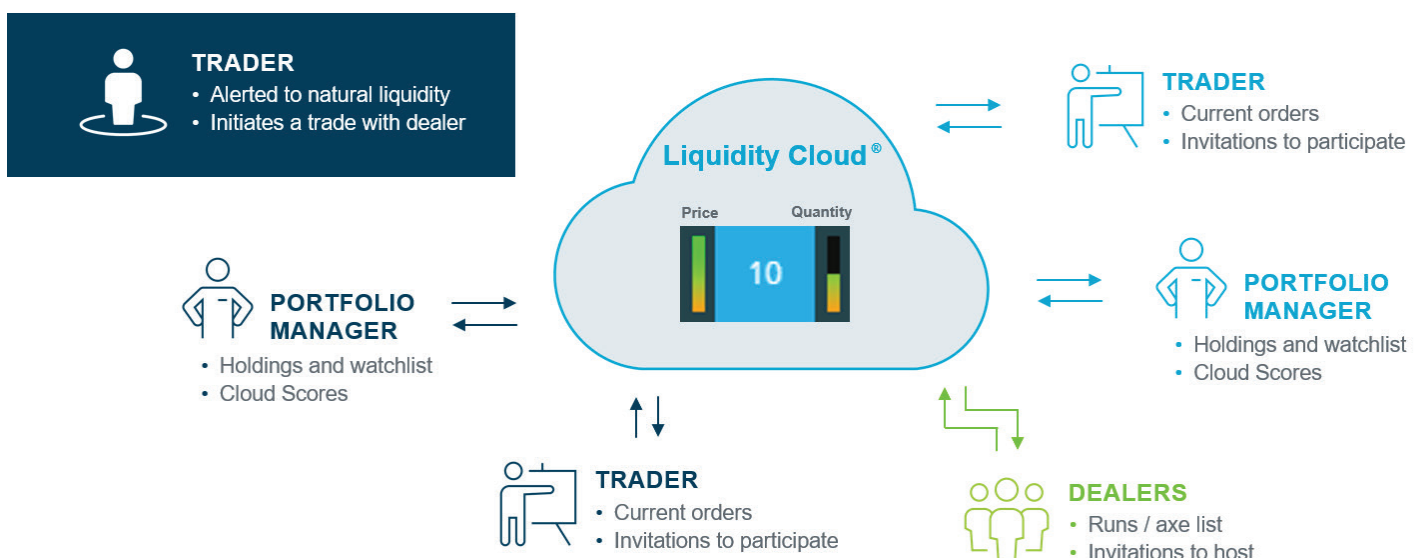 TRADER
• Alerted to natural liquidity
• Initiates a trade with dealer
Liquidity Cloud®
Price
Quantity
10
TRADER
• Current orders
• Invitations to participate
PORTFOLIO
MANAGER
• Holdings and watchlist
• Cloud Scores
PORTFOLIO
MANAGER
• Holdings and watchlist
• Cloud Scores
TRADER
• Current orders
• Invitations to participate
DEALERS
• Runs / axe list
• Invitations to host